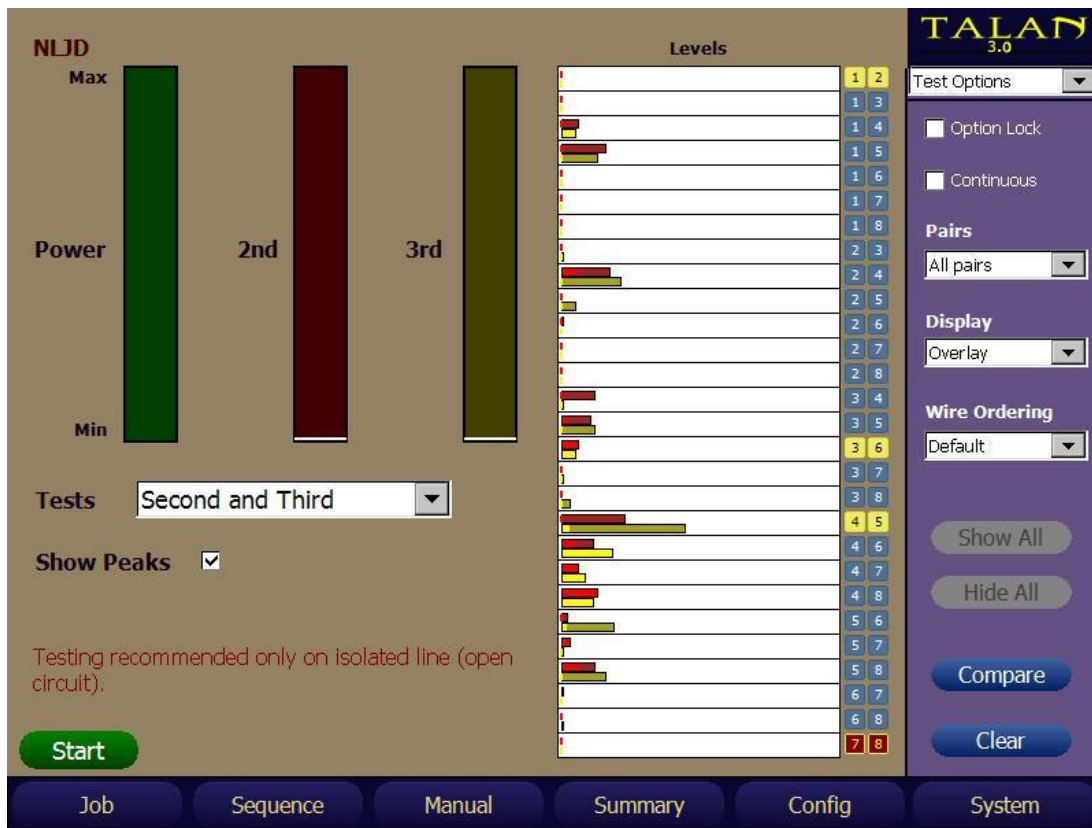 NLJD
Max
Power
Min
2nd
3rd
Tests
Second and Third
Show Peaks
Testing recommended only on isolated line (open
circuit).
Start
Levels
1 2
1 3
1 4
1 5
1 6
1 7
1 8
2 3
2 4
2 5
2 6
2 7
2 8
3 4
3 5
3 6
3 7
3 8
4 5
4 6
4 7
4 8
5 6
5 7
5 8
6 7
6 8
7 8
TALAN
3.0
Test Options
Option Lock
Continuous
Pairs
All pairs
Display
Overlay
Wire Ordering
Default
Show All
Hide All
Compare
Clear
Job Sequence Manual Summary Config System